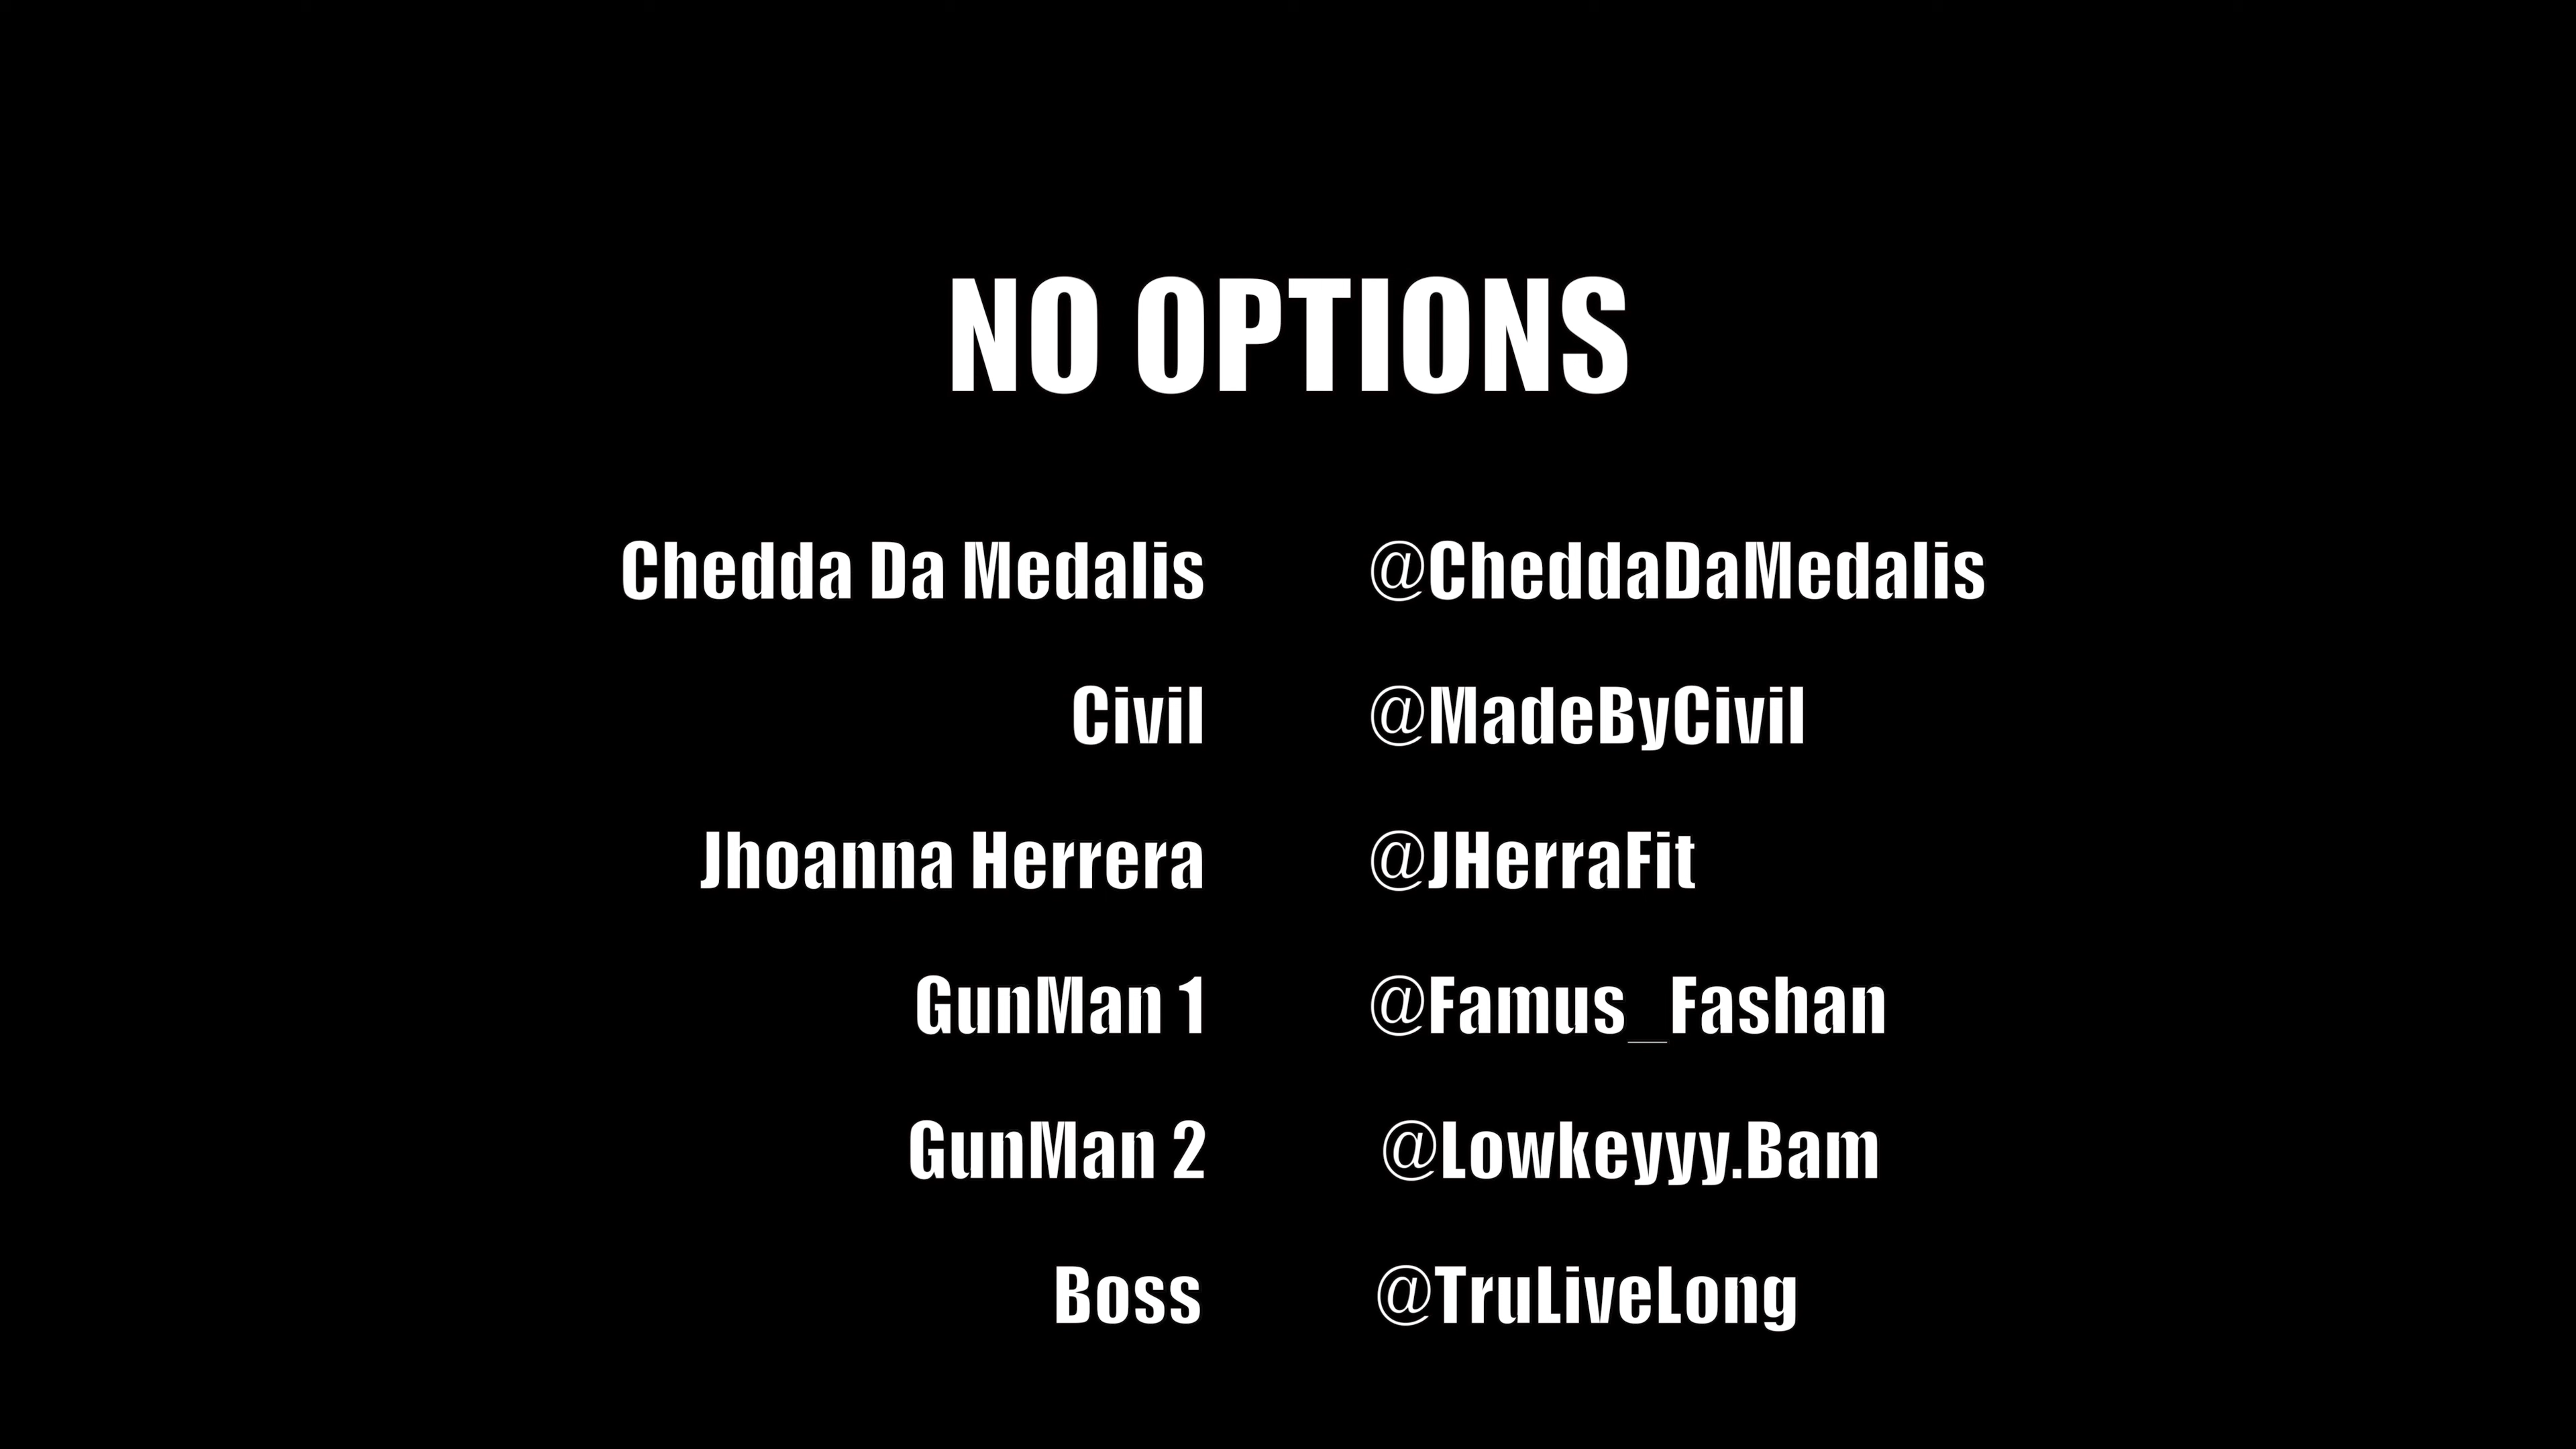 NO OPTIONS
Chedda Da Medalis @CheddaDaMedalis
Civil @MadeByCivil
Jhoanna Herrera @JHerraFit
GunMan 1 @Famus_Fashan
GunMan 2 @Lowkeyyy.Bam
Boss @TruLiveLong